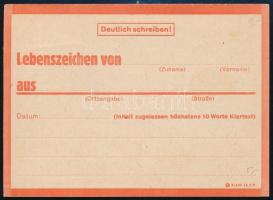 Deutlich schreiben!
Lebenszeichen von
(Zuname) (Vorname)
aus
(Ortsangabe) (Straße)
Datum: (Inhalt zugelassen höchstens 10 Worte Klartext)